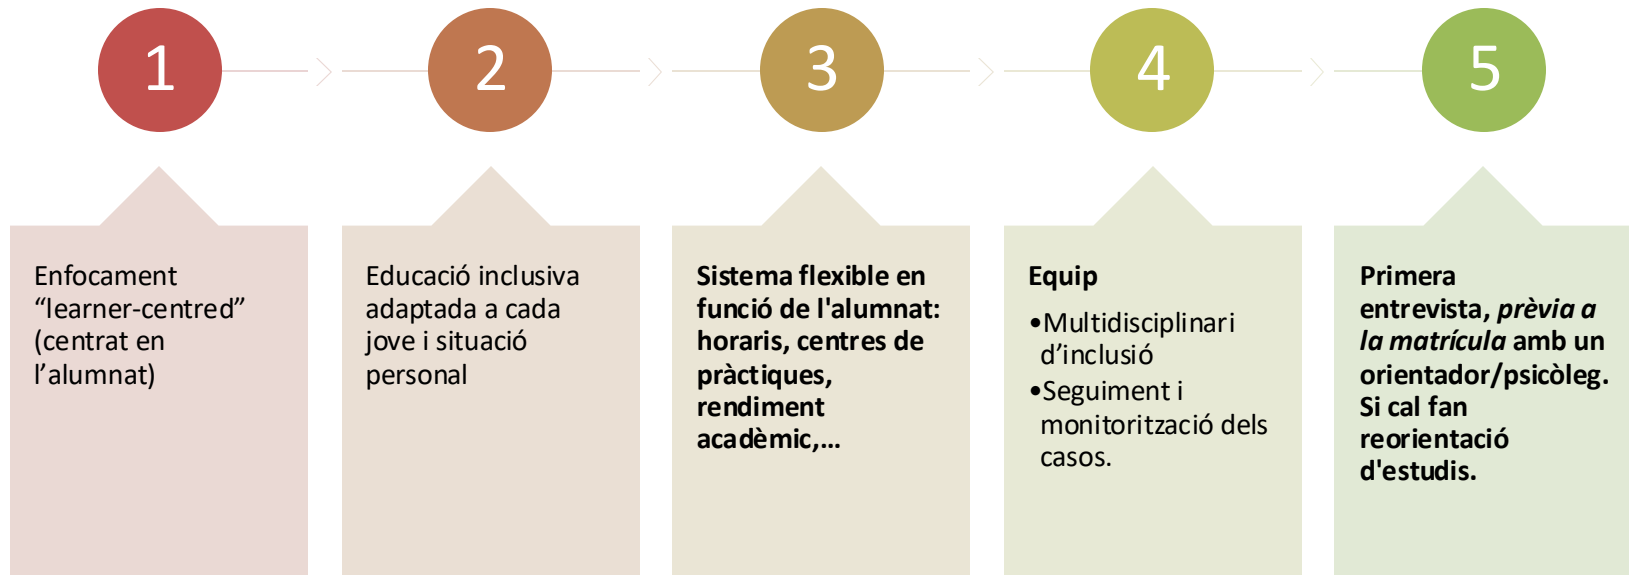 1
2
3
4
5
Enfocament
“learner-centred”
(centrat en
l’alumnat)
Educació inclusiva
adaptada a cada
jove i situació
personal
Sistema flexible en
funció de l'alumnat:
horaris, centres de
pràctiques,
rendiment
acadèmic,…
Equip
•Multidisciplinari
d’inclusió
•Seguiment i
monitorització dels
casos.
Primera
entrevista, prèvia a
la matrícula amb un
orientador/psicòleg.
Si cal fan
reorientació
d'estudis.